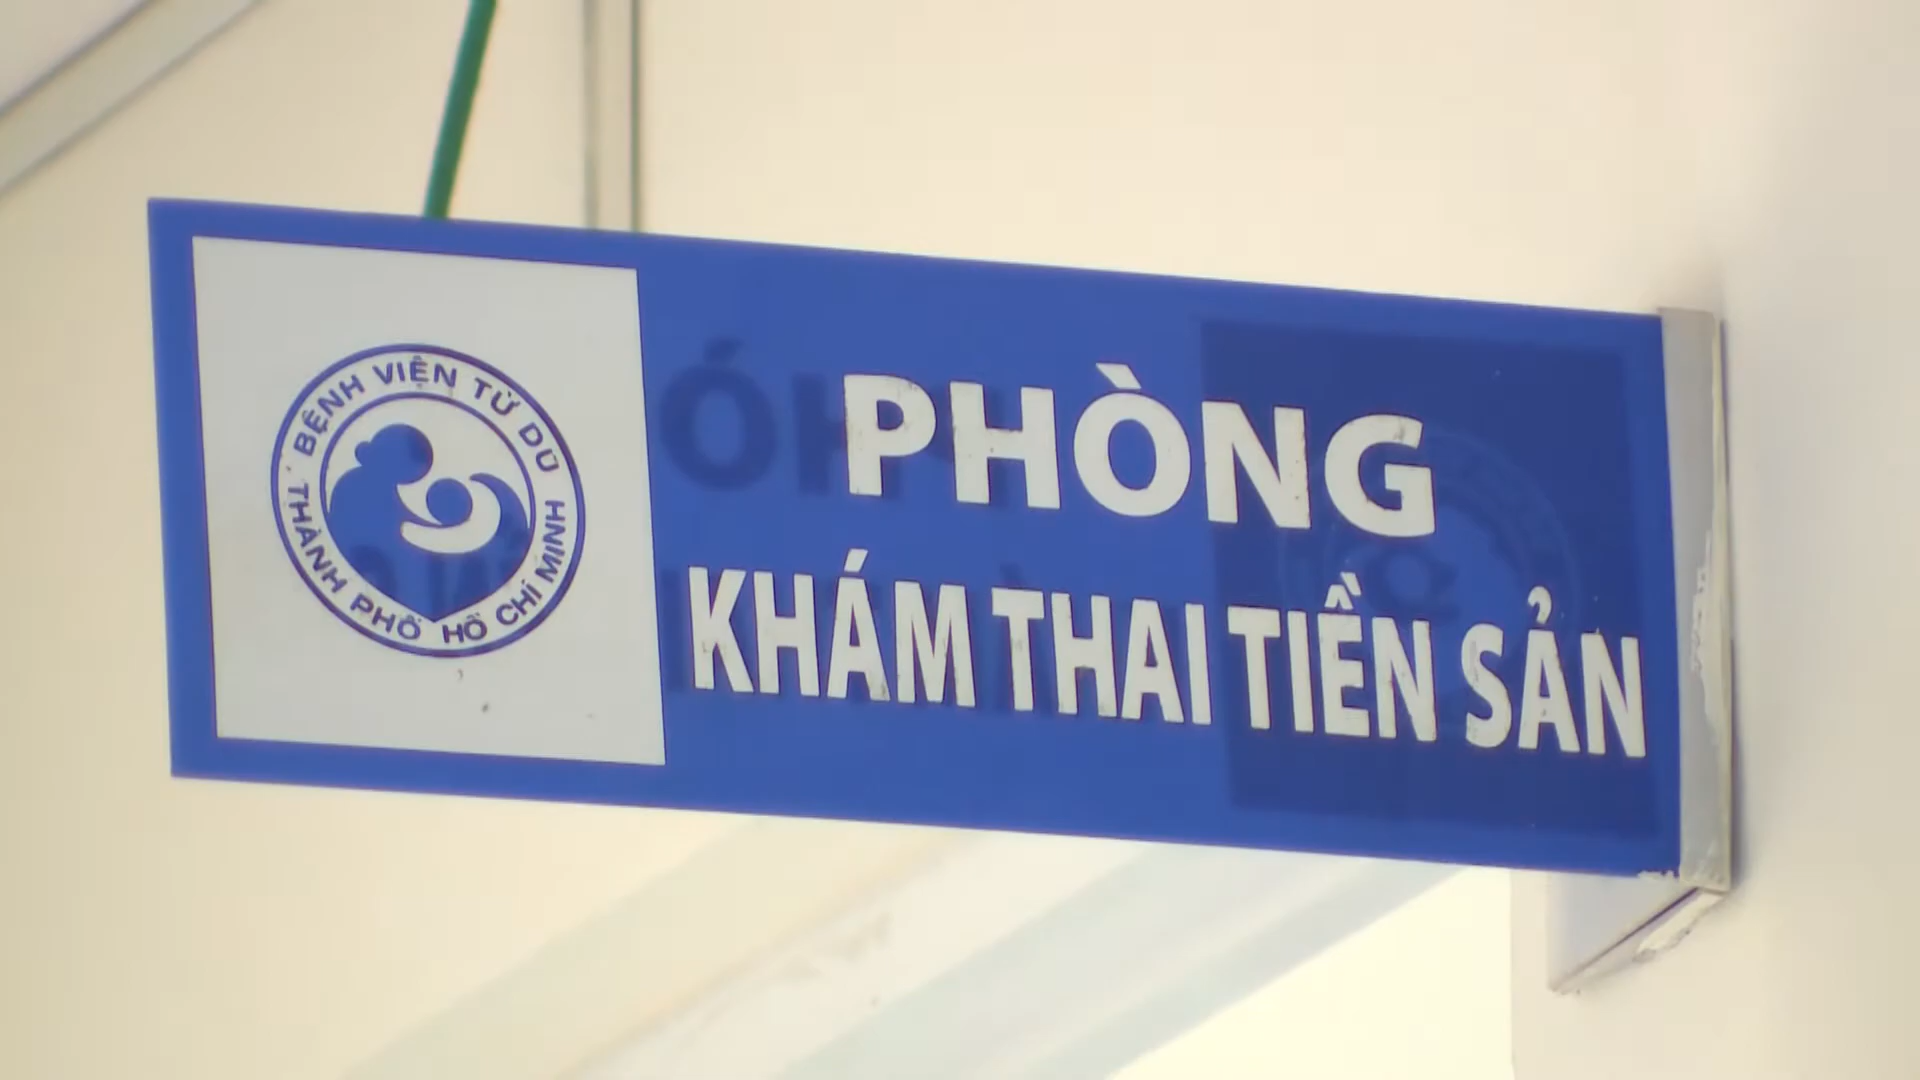 BỆNH VIỆN TỪ DŨ
THÀNH PHỐ HỒ CHÍ MINH
PHÒNG
KHÁM THAI TIỀN SẢN